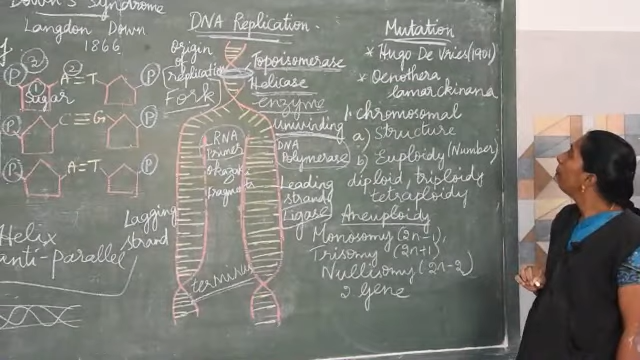 Down's Syndrome
Langdon Down
1866
P 3 A = T P
1
Sugar
2
P C ≡ G P
P A = T P
Helix
anti-parallel
DNA Replication
Origin
of
replication
Fork
Topoisomerase
Helicase
enzyme
Unwinding
DNA
Polymerase
RNA
Primer
okazaki
fragments
Leading
strand
Ligase
Lagging
strand
terminus
Mutation
* Hugo De Vries (1901)
* Oenothera
lamarckinana
1. chromosomal
a) Structure
b) Euploidy (Number)
diploid, triploidy
tetraploidy
Aneuploidy
Monosomy (2n-1),
Trisomy (2n+1)
Nullisomy (2n-2)
2. Gene